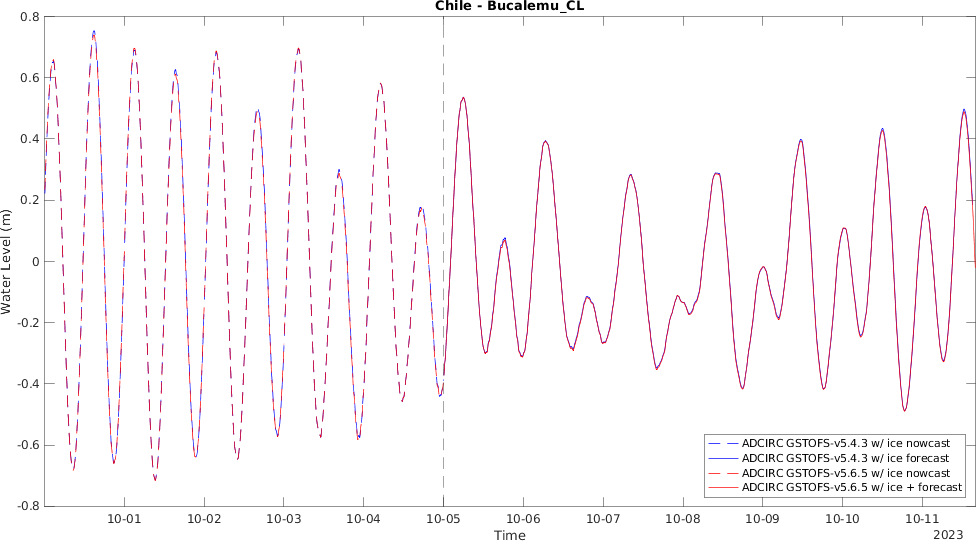 Chile - Bucalemu_CL
0.8
0.6
0.4
0.2
0
-0.2
-0.4
-0.6
-0.8
Water Level (m)
10-01 10-02 10-03 10-04 10-05 10-06 10-07 10-08 10-09 10-10 10-11
Time
2023
ADCIRC GSTOFS-v5.4.3 w/ ice nowcast
ADCIRC GSTOFS-v5.4.3 w/ ice forecast
ADCIRC GSTOFS-v5.6.5 w/ ice nowcast
ADCIRC GSTOFS-v5.6.5 w/ ice + forecast